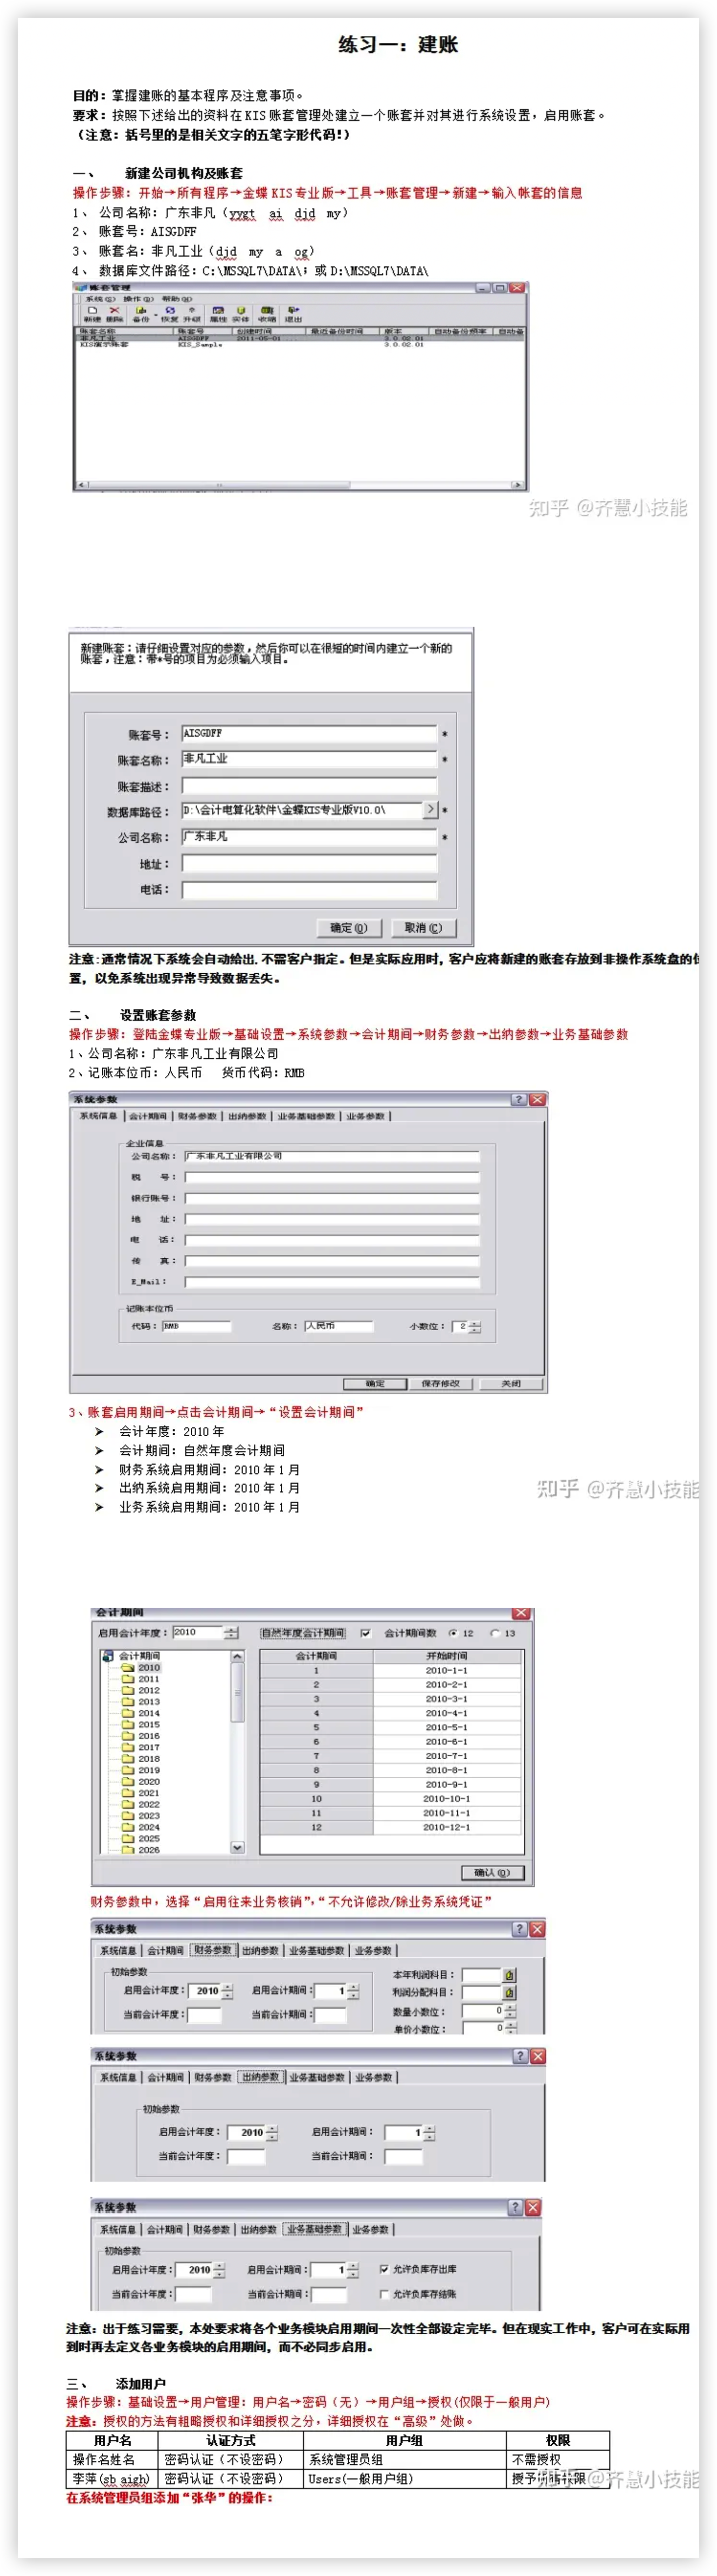 练习一：建账
目的：掌握建账的基本程序及注意事项。
要求：按照下述给出的资料在 KIS 账套管理处建立一个账套并对其进行系统设置，启用账套。
（注意：括号里的是相关文字的五笔字形代码!）
一、 新建公司机构及账套
操作步骤：开始→所有程序→金蝶 KIS 专业版→工具→账套管理→新建→输入帐套的信息
1、 公司名称：广东非凡（yygt ai djd my）
2、 账套号：AISGDFF
3、 账套名：非凡工业（djd my a og）
4、 数据库文件路径：C:\MSSQL7\DATA\；或 D:\MSSQL7\DATA\
账套管理
系统(S) 操作(O) 帮助(H)
新建 删除 备份 恢复 升级 属性 实体 收缩 退出
账套名称 账套号 创建时间 最近备份时间 版本 自动备份频率 自动备
非凡工业 AISGDFF 2011-05-01 ... 3.0.02.01
KIS演示账套 KIS_Sample 3.0.02.01
知乎 @齐慧小技能
新建账套：请仔细设置对应的参数，然后你可以在很短的时间内建立一个新的
账套，注意：带*号的项目为必须输入项目。
账套号： AISGDFF *
账套名称： 非凡工业 *
账套描述：
数据库路径： D:\会计电算化软件\金蝶KIS专业版V10.0\ > *
公司名称： 广东非凡 *
地址：
电话：
确定(O) 取消(C)
注意：通常情况下系统会自动给出，不需客户指定。但是实际应用时，客户应将新建的账套存放到非操作系统盘的位
置，以免系统出现异常导致数据丢失。
二、 设置账套参数
操作步骤：登陆金蝶专业版→基础设置→系统参数→会计期间→财务参数→出纳参数→业务基础参数
1、公司名称：广东非凡工业有限公司
2、记账本位币：人民币 货币代码：RMB
系统参数
系统信息 | 会计期间 | 财务参数 | 出纳参数 | 业务基础参数 | 业务参数 |
企业信息
公司名称： 广东非凡工业有限公司
税 号：
银行账号：
地 址：
电 话：
传 真：
E_Mail：
记账本位币
代码： RMB 名称： 人民币 小数位： 2
确定 保存修改 关闭
3、账套启用期间→点击会计期间→“设置会计期间”
➢ 会计年度：2010 年
➢ 会计期间：自然年度会计期间
➢ 财务系统启用期间：2010 年 1 月
➢ 出纳系统启用期间：2010 年 1 月
➢ 业务系统启用期间：2010 年 1 月
知乎 @齐慧小技能
会计期间
启用会计年度： 2010 自然年度会计期间 会计期间数 12 13
会计期间
2010
2011
2012
2013
2014
2015
2016
2017
2018
2019
2020
2021
2022
2023
2024
2025
2026
会计期间 开始时间
1 2010-1-1
2 2010-2-1
3 2010-3-1
4 2010-4-1
5 2010-5-1
6 2010-6-1
7 2010-7-1
8 2010-8-1
9 2010-9-1
10 2010-10-1
11 2010-11-1
12 2010-12-1
确认(O)
财务参数中，选择“启用往来业务核销”，“不允许修改/除业务系统凭证”
系统参数
系统信息 | 会计期间 | 财务参数 | 出纳参数 | 业务基础参数 | 业务参数 |
初始参数
启用会计年度： 2010 启用会计期间： 1
当前会计年度： 当前会计期间：
本年利润科目：
利润分配科目：
数量小数位： 0
单价小数位： 0
系统参数
系统信息 | 会计期间 | 财务参数 | 出纳参数 | 业务基础参数 | 业务参数 |
初始参数
启用会计年度： 2010 启用会计期间： 1
当前会计年度： 当前会计期间：
系统参数
系统信息 | 会计期间 | 财务参数 | 出纳参数 | 业务基础参数 | 业务参数 |
初始参数
启用会计年度： 2010 启用会计期间： 1 允许负库存出库
当前会计年度： 当前会计期间： 允许负库存结账
注意：出于练习需要，本处要求将各个业务模块启用期间一次性全部设定完毕。但在现实工作中，客户可在实际用
到时再去定义各业务模块的启用期间，而不必同步启用。
三、 添加用户
操作步骤：基础设置→用户管理：用户名→密码（无）→用户组→授权(仅限于一般用户)
注意：授权的方法有粗略授权和详细授权之分，详细授权在“高级”处做。
用户名 认证方式 用户组 权限
操作名姓名 密码认证（不设密码） 系统管理员组 不需授权
李萍(sb aigh) 密码认证（不设密码） Users(一般用户组) 授予所有权限
知乎 @齐慧小技能
在系统管理员组添加“张华”的操作：